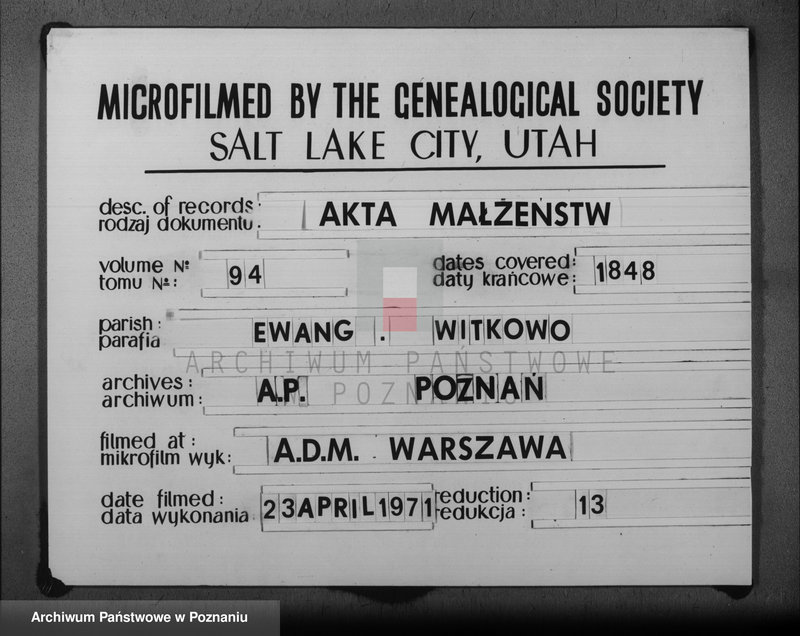 MICROFILMED BY THE GENEALOGICAL SOCIETY
SALT LAKE CITY, UTAH
desc. of records:
rodzaj dokumentu:
AKTA MAŁŻEŃSTW
volume №
tomu №:
94
dates covered:
daty krańcowe:
1848
parish:
parafia
EWANG. WITKOWO
ARCHIWUM PAŃSTWOWE
W POZNANIU
archives:
archiwum:
A.P. POZNAŃ
filmed at:
mikrofilm wyk:
A.D.M. WARSZAWA
date filmed:
data wykonania
23APRIL1971
reduction:
redukcja:
13
Archiwum Państwowe w Poznaniu